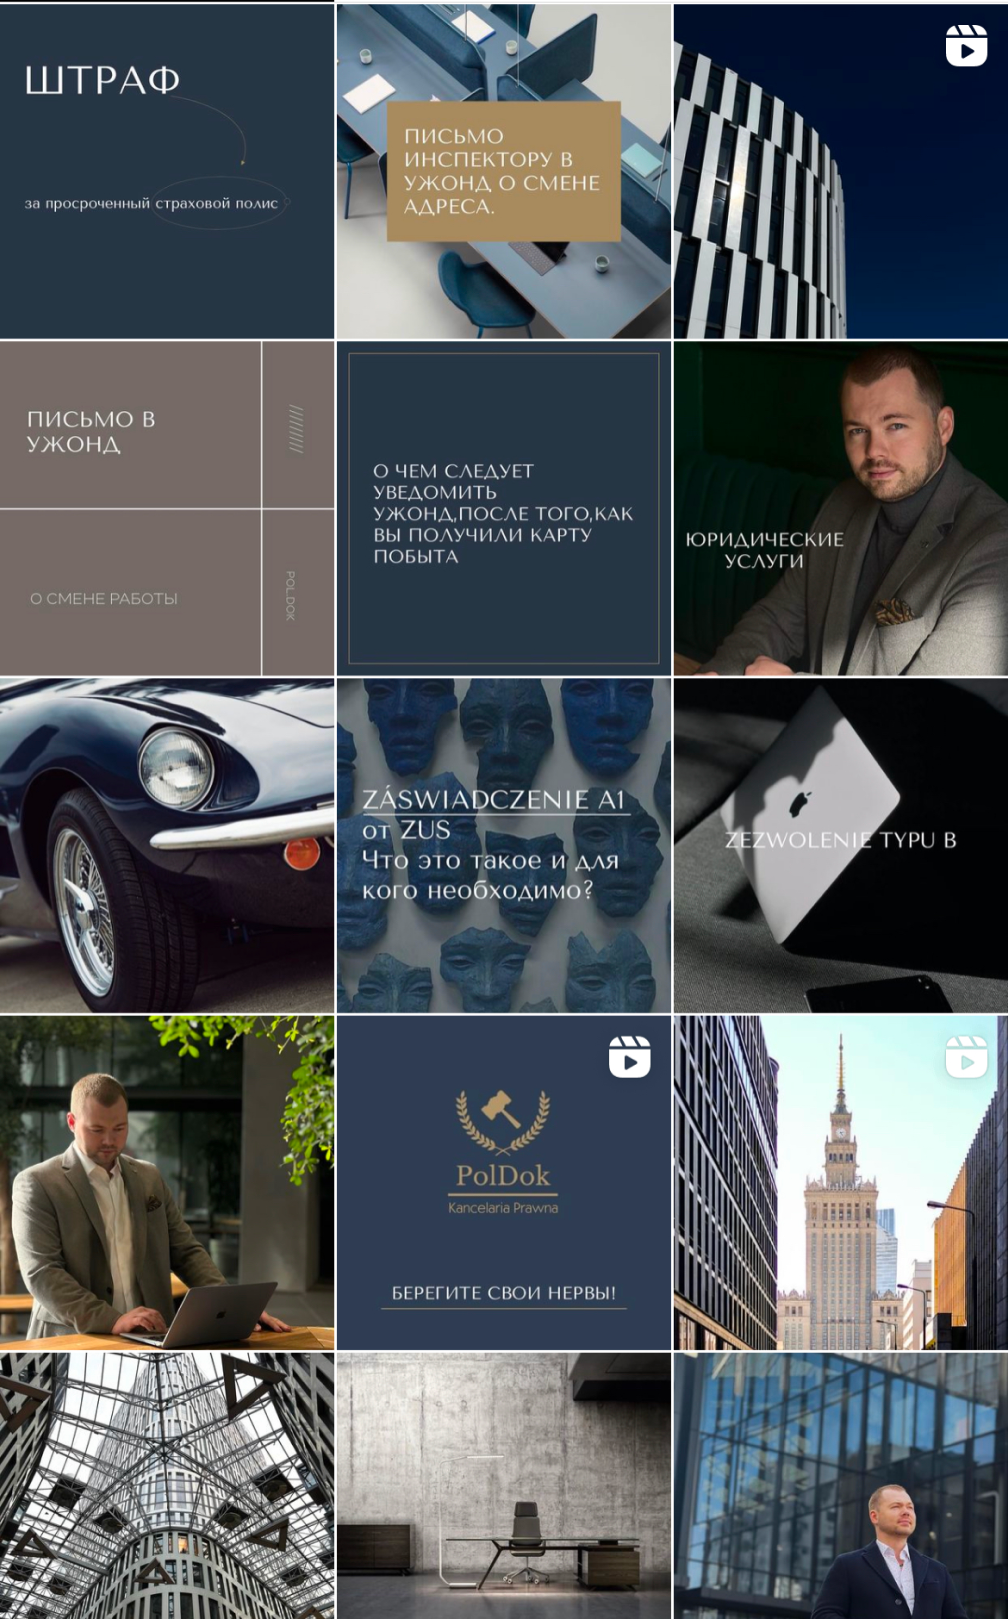 ШТРАФ
за просроченный страховой полис
ПИСЬМО
ИНСПЕКТОРУ В
УЖОНД О СМЕНЕ
АДРЕСА.
ПИСЬМО В
УЖОНД
//////////
О СМЕНЕ РАБОТЫ
POLDOK
О ЧЕМ СЛЕДУЕТ
УВЕДОМИТЬ
УЖОНД,ПОСЛЕ ТОГО,КАК
ВЫ ПОЛУЧИЛИ КАРТУ
ПОБЫТА
ЮРИДИЧЕСКИЕ
УСЛУГИ
ZÁSWIADCZENIE A1
от ZUS
Что это такое и для
кого необходимо?
ZEZWOLENIE TYPU B
PolDok
Kancelaria Prawna
БЕРЕГИТЕ СВОИ НЕРВЫ!